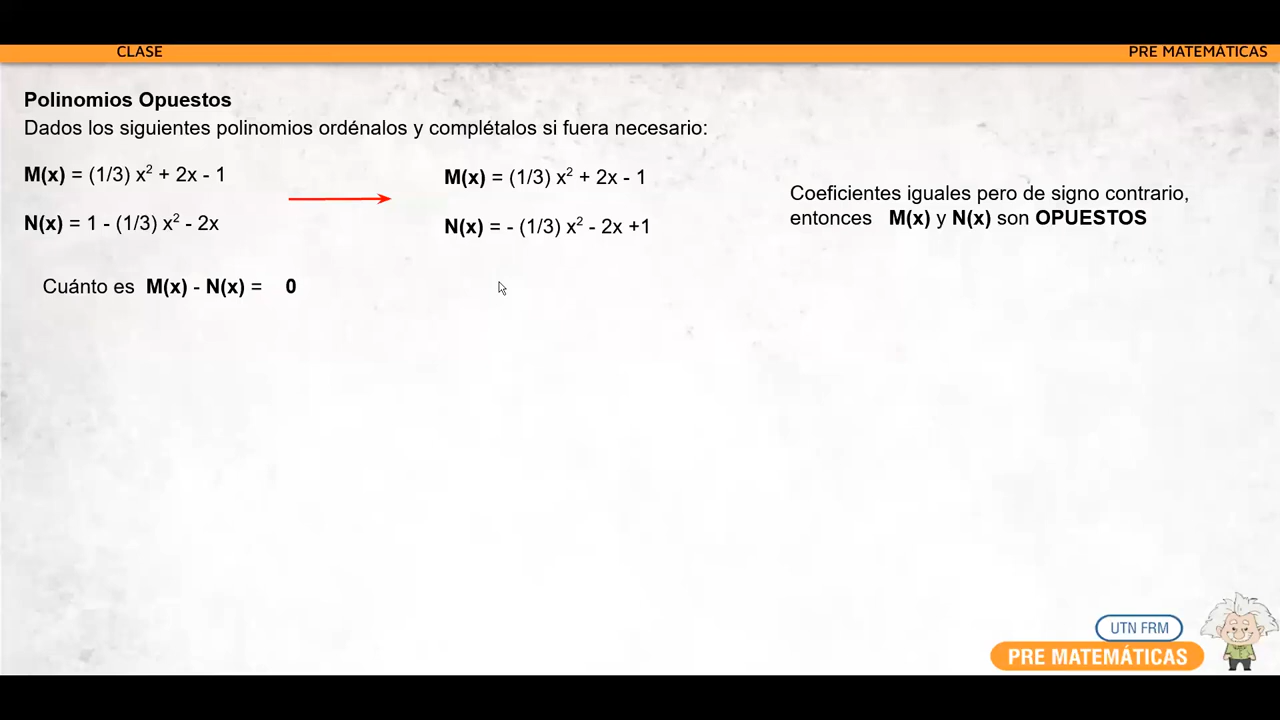 CLASE
PRE MATEMÁTICAS
Polinomios Opuestos
Dados los siguientes polinomios ordénalos y complétalos si fuera necesario:
M(x) = (1/3) x² + 2x - 1
N(x) = 1 - (1/3) x² - 2x
M(x) = (1/3) x² + 2x - 1
N(x) = - (1/3) x² - 2x +1
Coeficientes iguales pero de signo contrario,
entonces M(x) y N(x) son OPUESTOS
Cuánto es M(x) - N(x) = 0
UTN FRM
PRE MATEMÁTICAS